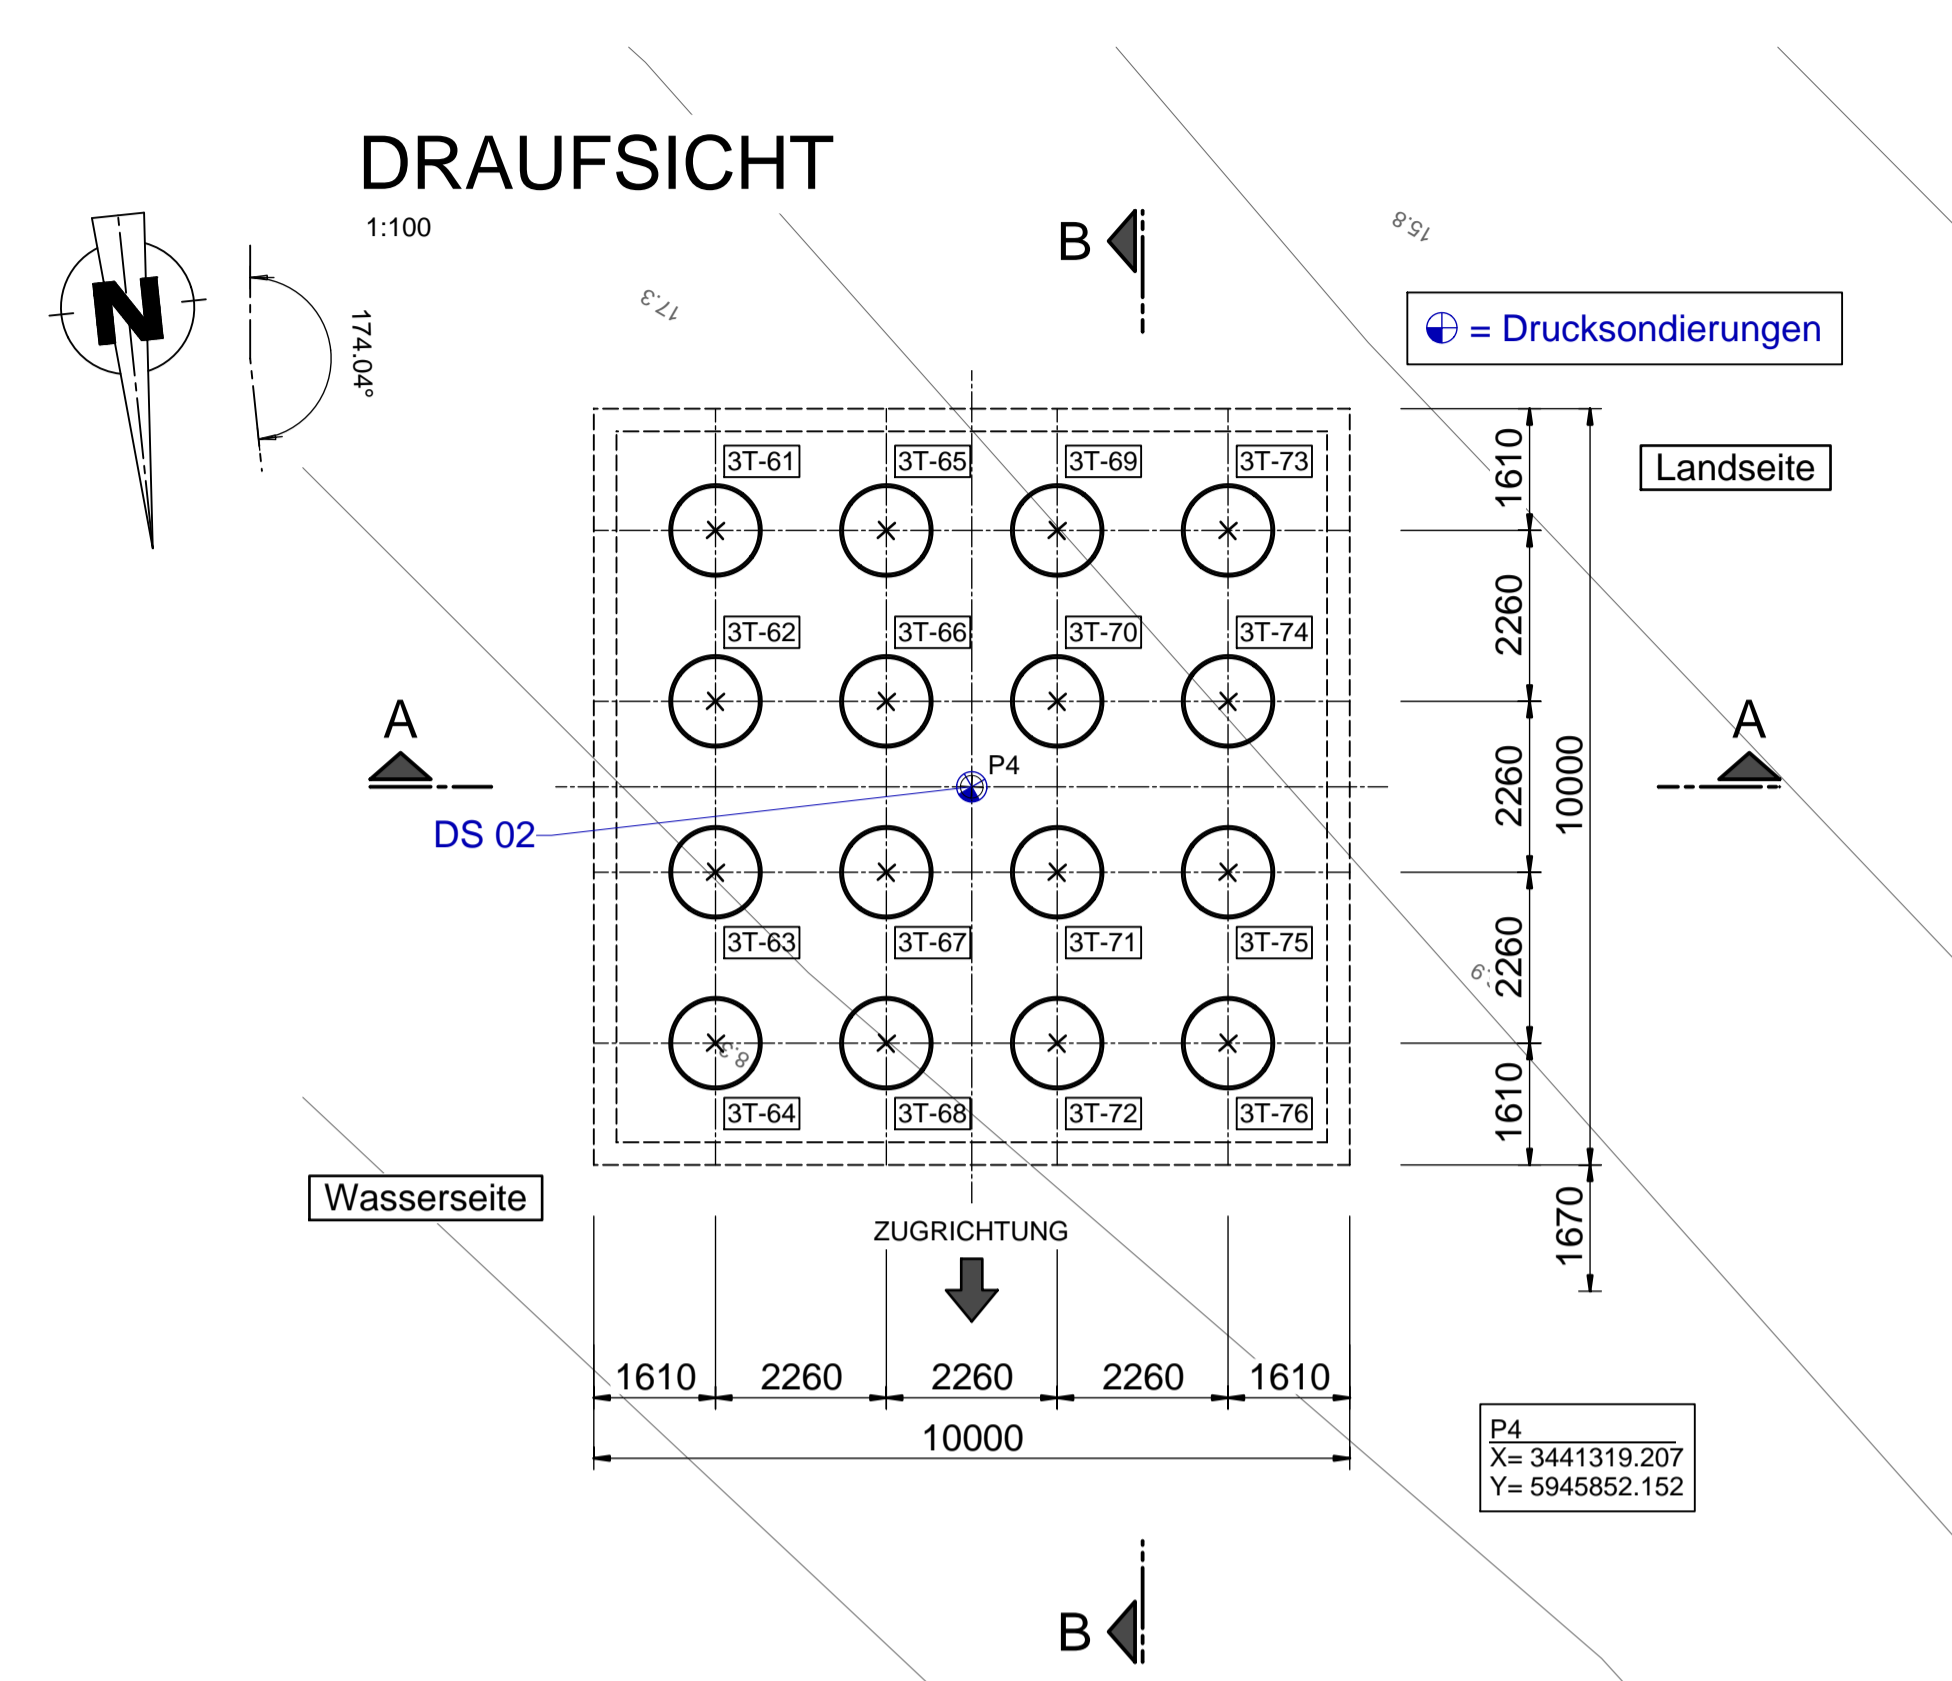 DRAUFSICHT
1:100
N
174.04°
17.3
15.8
B
= Drucksondierungen
Landseite
3T-61
3T-65
3T-69
3T-73
3T-62
3T-66
3T-70
3T-74
A
A
P4
DS 02
3T-63
3T-67
3T-71
3T-75
8.3
3T-64
3T-68
3T-72
3T-76
1610
2260
2260
2260
1610
10000
1670
Wasserseite
ZUGRICHTUNG
1610
2260
2260
2260
1610
10000
P4
X= 3441319.207
Y= 5945852.152
B